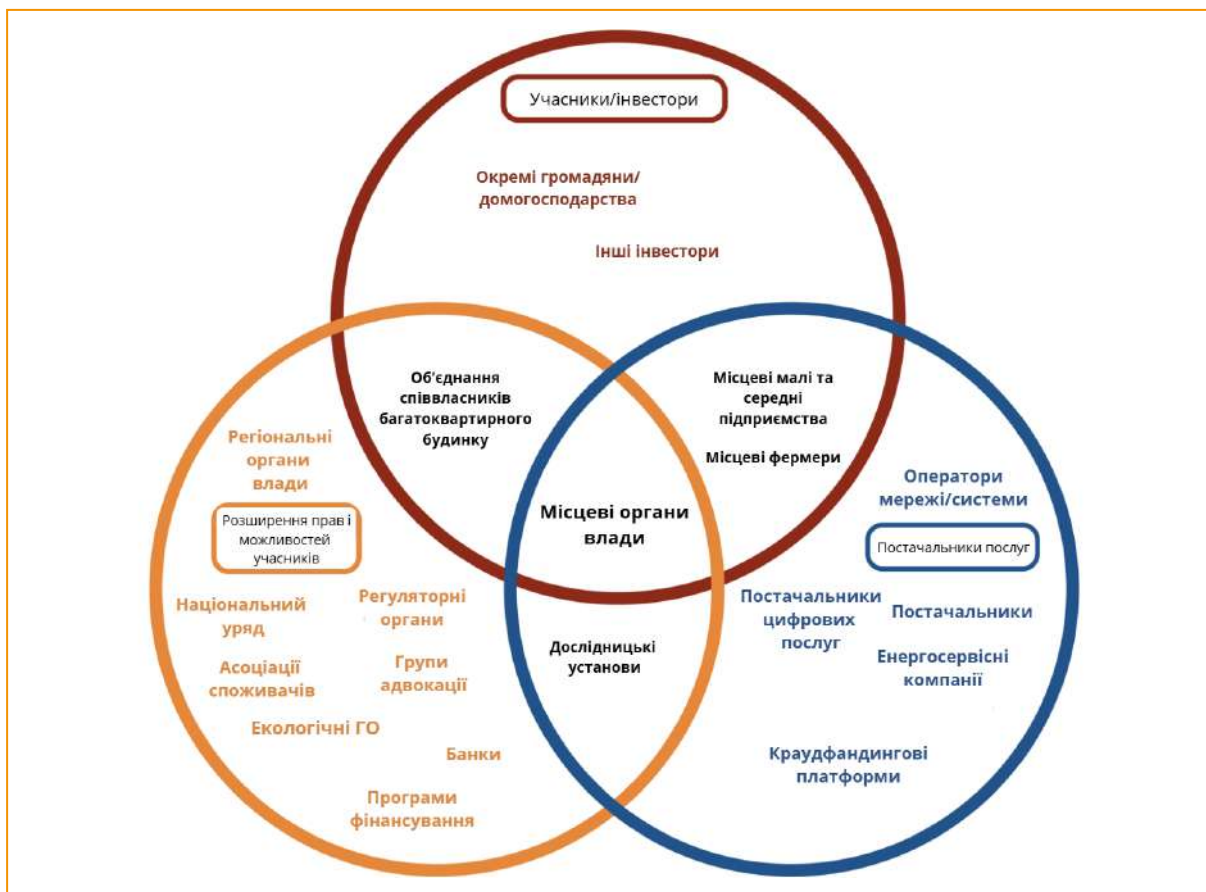 Учасники/інвестори
Окремі громадяни/
домогосподарства
Інші інвестори
Об'єднання
співвласників
багатоквартирного
будинку
Місцеві малі та
середні
підприємства
Місцеві фермери
Регіональні
органи
влади
Розширення прав і
можливостей
учасників
Місцеві органи
влади
Оператори
мережі/системи
Постачальники послуг
Національний
уряд
Регуляторні
органи
Асоціації
споживачів
Групи
адвокації
Екологічні ГО
Банки
Програми
фінансування
Дослідницькі
установи
Постачальники
цифрових
послуг
Постачальники
Енергосервісні
компанії
Краудфандингові
платформи